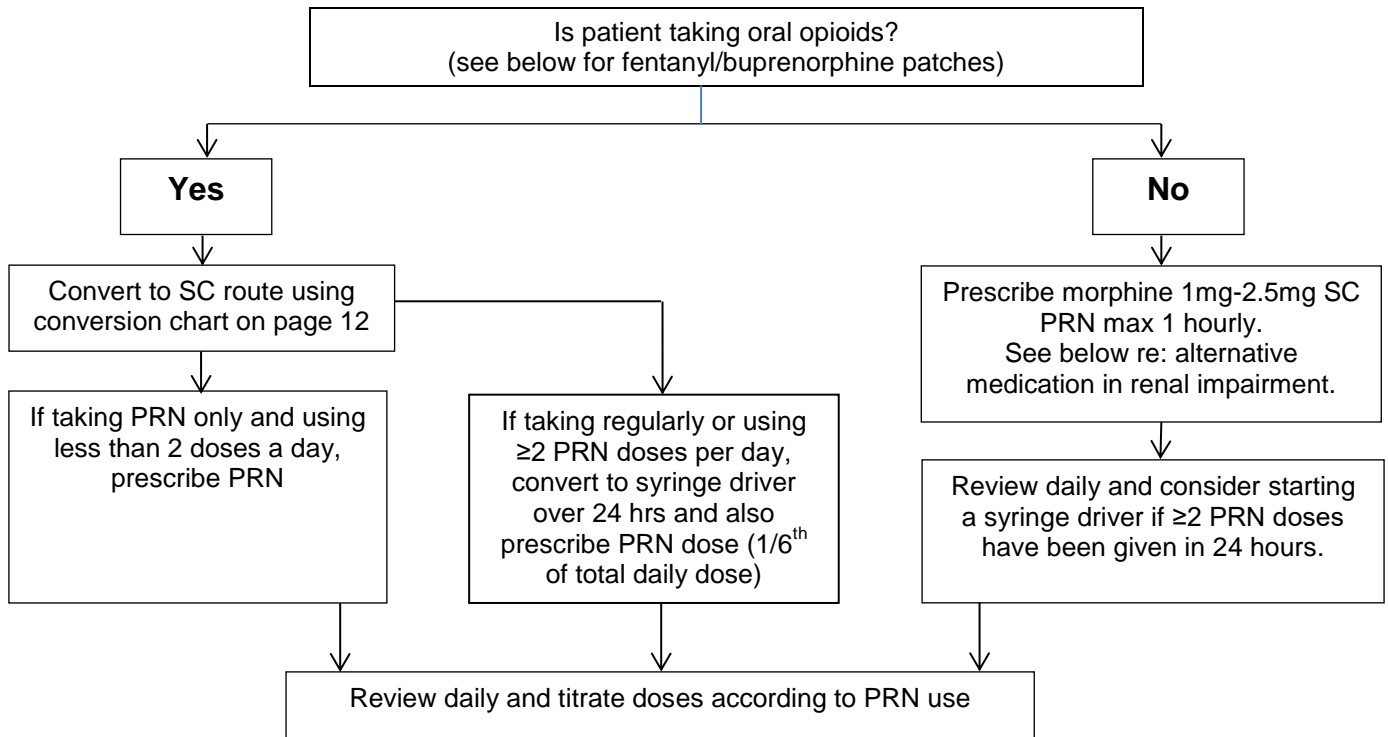 Is patient taking oral opioids?
(see below for fentanyl/buprenorphine patches)
Yes
No
Convert to SC route using
conversion chart on page 12
Prescribe morphine 1mg-2.5mg SC
PRN max 1 hourly.
See below re: alternative
medication in renal impairment.
If taking PRN only and using
less than 2 doses a day,
prescribe PRN
If taking regularly or using
≥2 PRN doses per day,
convert to syringe driver
over 24 hrs and also
prescribe PRN dose (1/6th
of total daily dose)
Review daily and consider starting
a syringe driver if ≥2 PRN doses
have been given in 24 hours.
Review daily and titrate doses according to PRN use